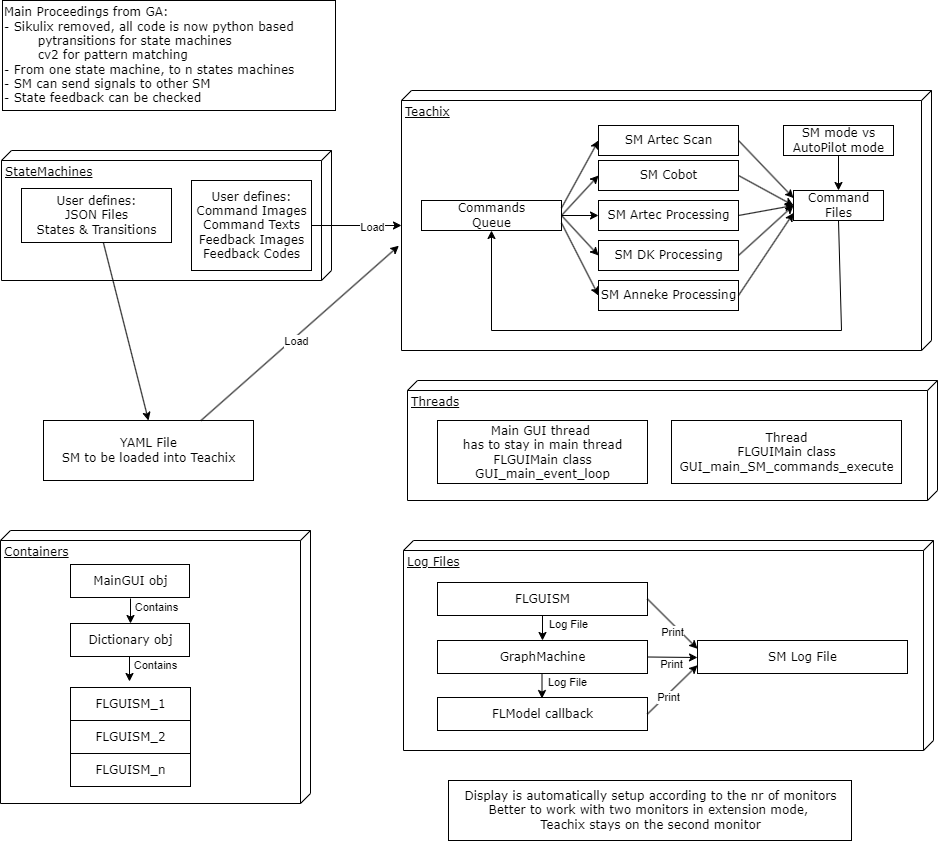 Main Proceedings from GA:
- Sikulix removed, all code is now python based
pytransitions for state machines
cv2 for pattern matching
- From one state machine, to n states machines
- SM can send signals to other SM
- State feedback can be checked
StateMachines
User defines:
JSON Files
States & Transitions
User defines:
Command Images
Command Texts
Feedback Images
Feedback Codes
Load
Load
YAML File
SM to be loaded into Teachix
Teachix
Commands
Queue
SM Artec Scan
SM Cobot
SM Artec Processing
SM DK Processing
SM Anneke Processing
SM mode vs
AutoPilot mode
Command
Files
Threads
Main GUI thread
has to stay in main thread
FLGUIMain class
GUI_main_event_loop
Thread
FLGUIMain class
GUI_main_SM_commands_execute
Containers
MainGUI obj
Contains
Dictionary obj
Contains
FLGUISM_1
FLGUISM_2
FLGUISM_n
Log Files
FLGUISM
Log File
GraphMachine
Log File
FLModel callback
Print
Print
Print
SM Log File
Display is automatically setup according to the nr of monitors
Better to work with two monitors in extension mode,
Teachix stays on the second monitor